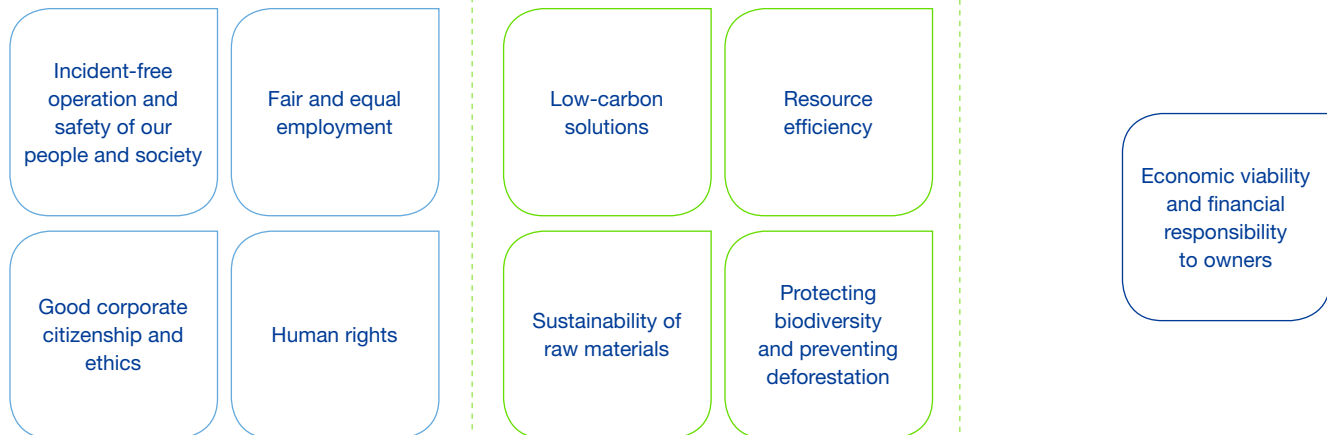 Incident-free
operation and
safety of our
people and society
Fair and equal
employment
Good corporate
citizenship and
ethics
Human rights
Low-carbon
solutions
Resource
efficiency
Sustainability of
raw materials
Protecting
biodiversity
and preventing
deforestation
Economic viability
and financial
responsibility
to owners